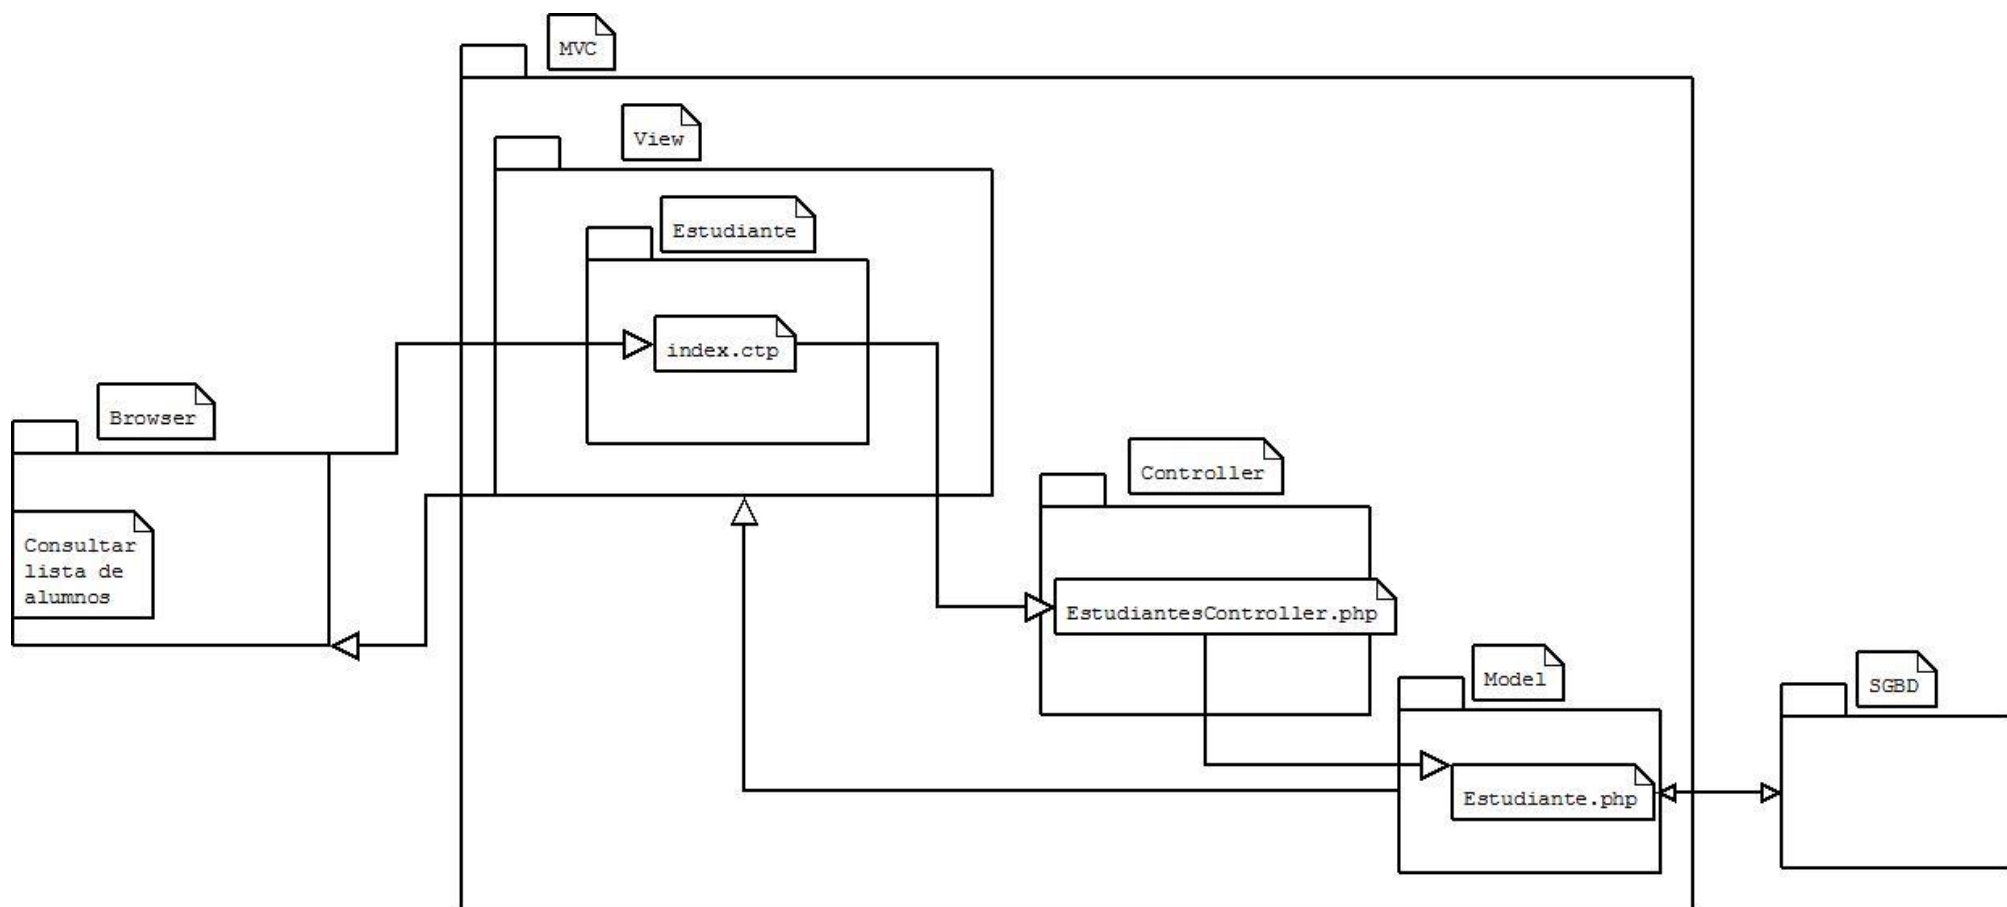 MVC
View
Estudiante
index.ctp
Browser
Consultar
lista de
alumnos
Controller
EstudiantesController.php
Model
Estudiante.php
SGBD